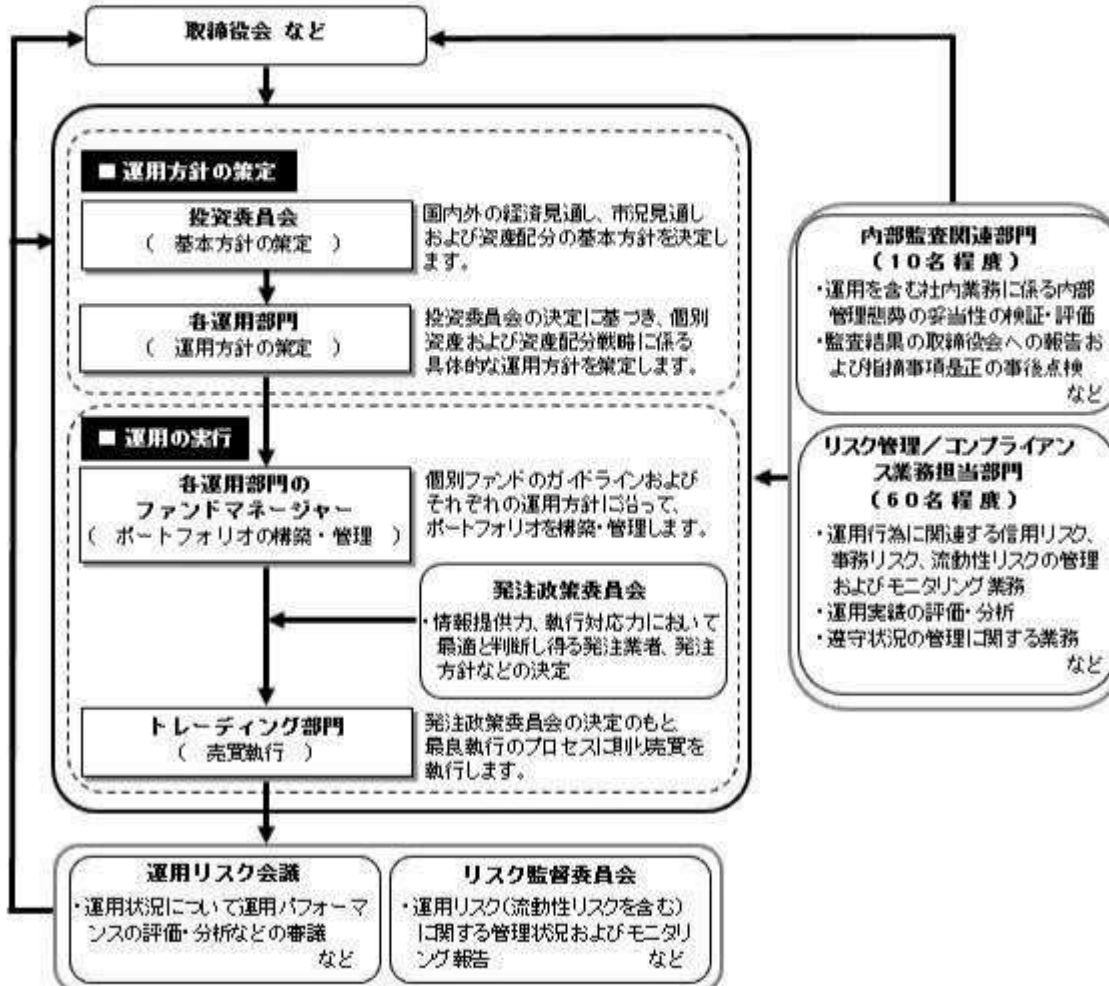 取締役会 など
■ 運用方針の策定
投資委員会
( 基本方針の策定 )
国内外の経済見通し、市況見通し
および資産配分の基本方針を決定し
ます。
各運用部門
( 運用方針の策定 )
投資委員会の決定に基づき、個別
資産および資産配分戦略に係る
具体的な運用方針を策定します。
■ 運用の実行
各運用部門の
ファンドマネージャー
( ポートフォリオの構築・管理 )
個別ファンドのガイドラインおよび
それぞれの運用方針に沿って、
ポートフォリオを構築・管理します。
発注政策委員会
・情報提供力、執行対応力において
最適と判断し得る発注業者、発注
方針などの決定
トレーディング部門
( 売買執行 )
発注政策委員会の決定のもと、
最良執行のプロセスに則り売買を
執行します。
内部監査関連部門
(10名程度)
・運用を含む社内業務に係る内部
管理態勢の妥当性の検証・評価
・監査結果の取締役会への報告お
よび指摘事項是正の事後点検
など
リスク管理/コンプライアン
ス業務担当部門
(60名程度)
・運用行為に関連する信用リスク、
事務リスク、流動性リスクの管理
およびモニタリング業務
・運用実績の評価・分析
・遵守状況の管理に関する業務
など
運用リスク会議
・運用状況について運用パフォーマ
ンスの評価・分析などの審議
など
リスク監督委員会
・運用リスク(流動性リスクを含む)
に関する管理状況およびモニタリ
ング報告 など